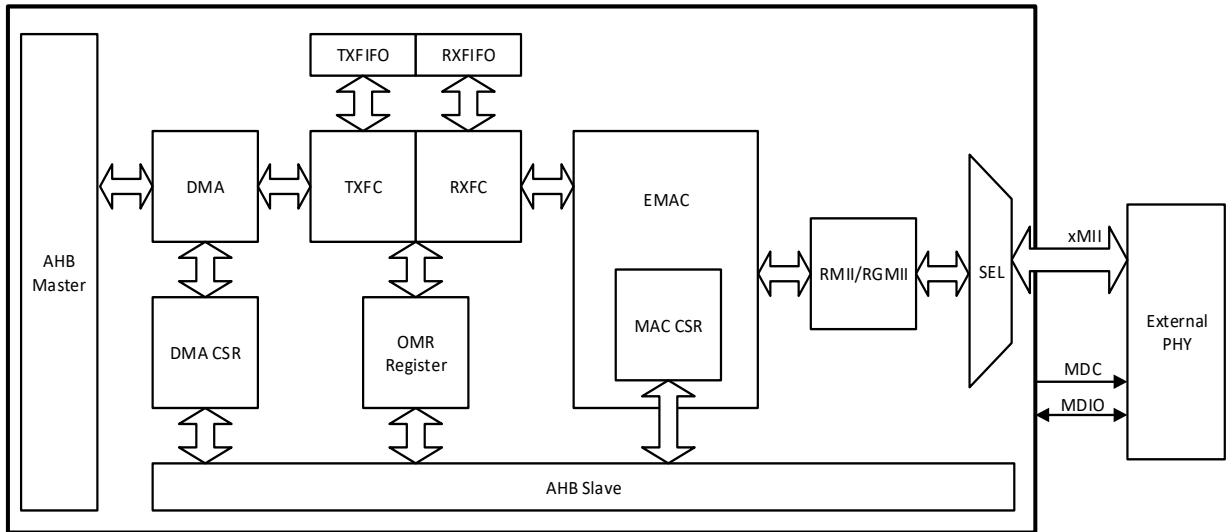 TXFIFO
RXFIFO
AHB
Master
DMA
TXFC
RXFC
EMAC
DMA CSR
OMR
Register
MAC CSR
RMII/RGMII
SEL
xMII
External
PHY
MDC
MDIO
AHB Slave